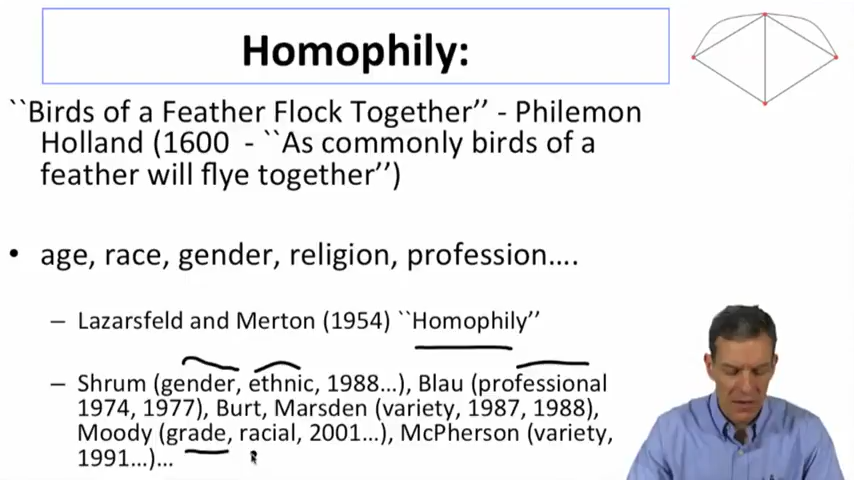 Homophily:
``Birds of a Feather Flock Together’’ - Philemon
Holland (1600 - ``As commonly birds of a
feather will flye together’’)
• age, race, gender, religion, profession….
– Lazarsfeld and Merton (1954) ``Homophily’’
– Shrum (gender, ethnic, 1988…), Blau (professional
1974, 1977), Burt, Marsden (variety, 1987, 1988),
Moody (grade, racial, 2001…), McPherson (variety,
1991…)…